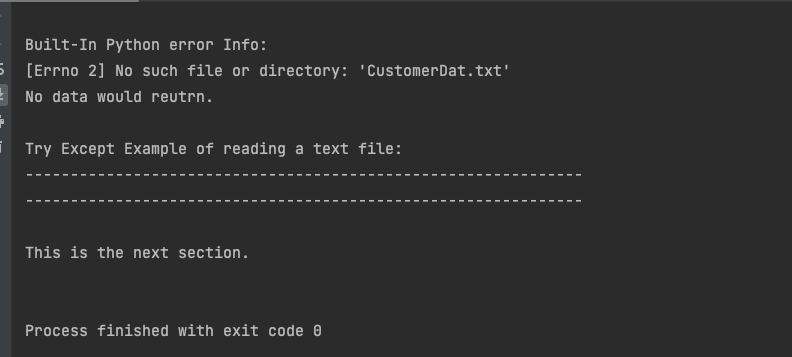 Built-In Python error Info:
[Errno 2] No such file or directory: 'CustomerDat.txt'
No data would reutrn.
Try Except Example of reading a text file:
--------------------------------------------------------------
--------------------------------------------------------------
This is the next section.
Process finished with exit code 0